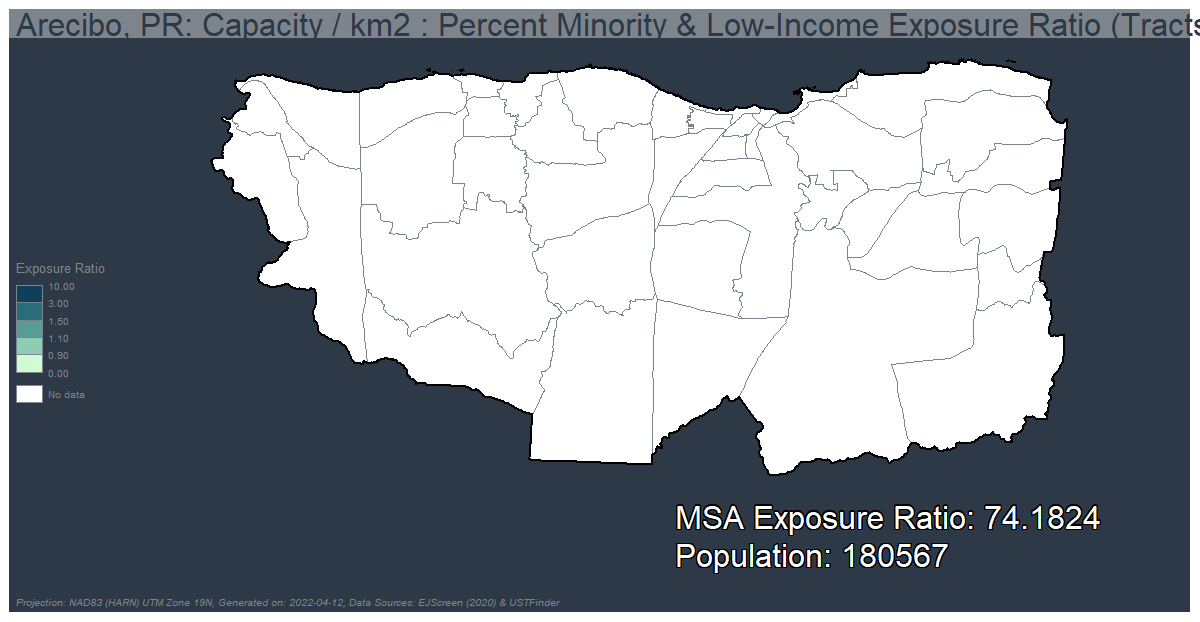 Arecibo, PR: Capacity / km2 : Percent Minority & Low-Income Exposure Ratio (Tracts
Exposure Ratio
10.00
3.00
1.50
1.10
0.90
0.00
No data
MSA Exposure Ratio: 74.1824
Population: 180567
Projection: NAD83 (HARN) UTM Zone 19N, Generated on: 2022-04-12, Data Sources: EJScreen (2020) & USTFinder